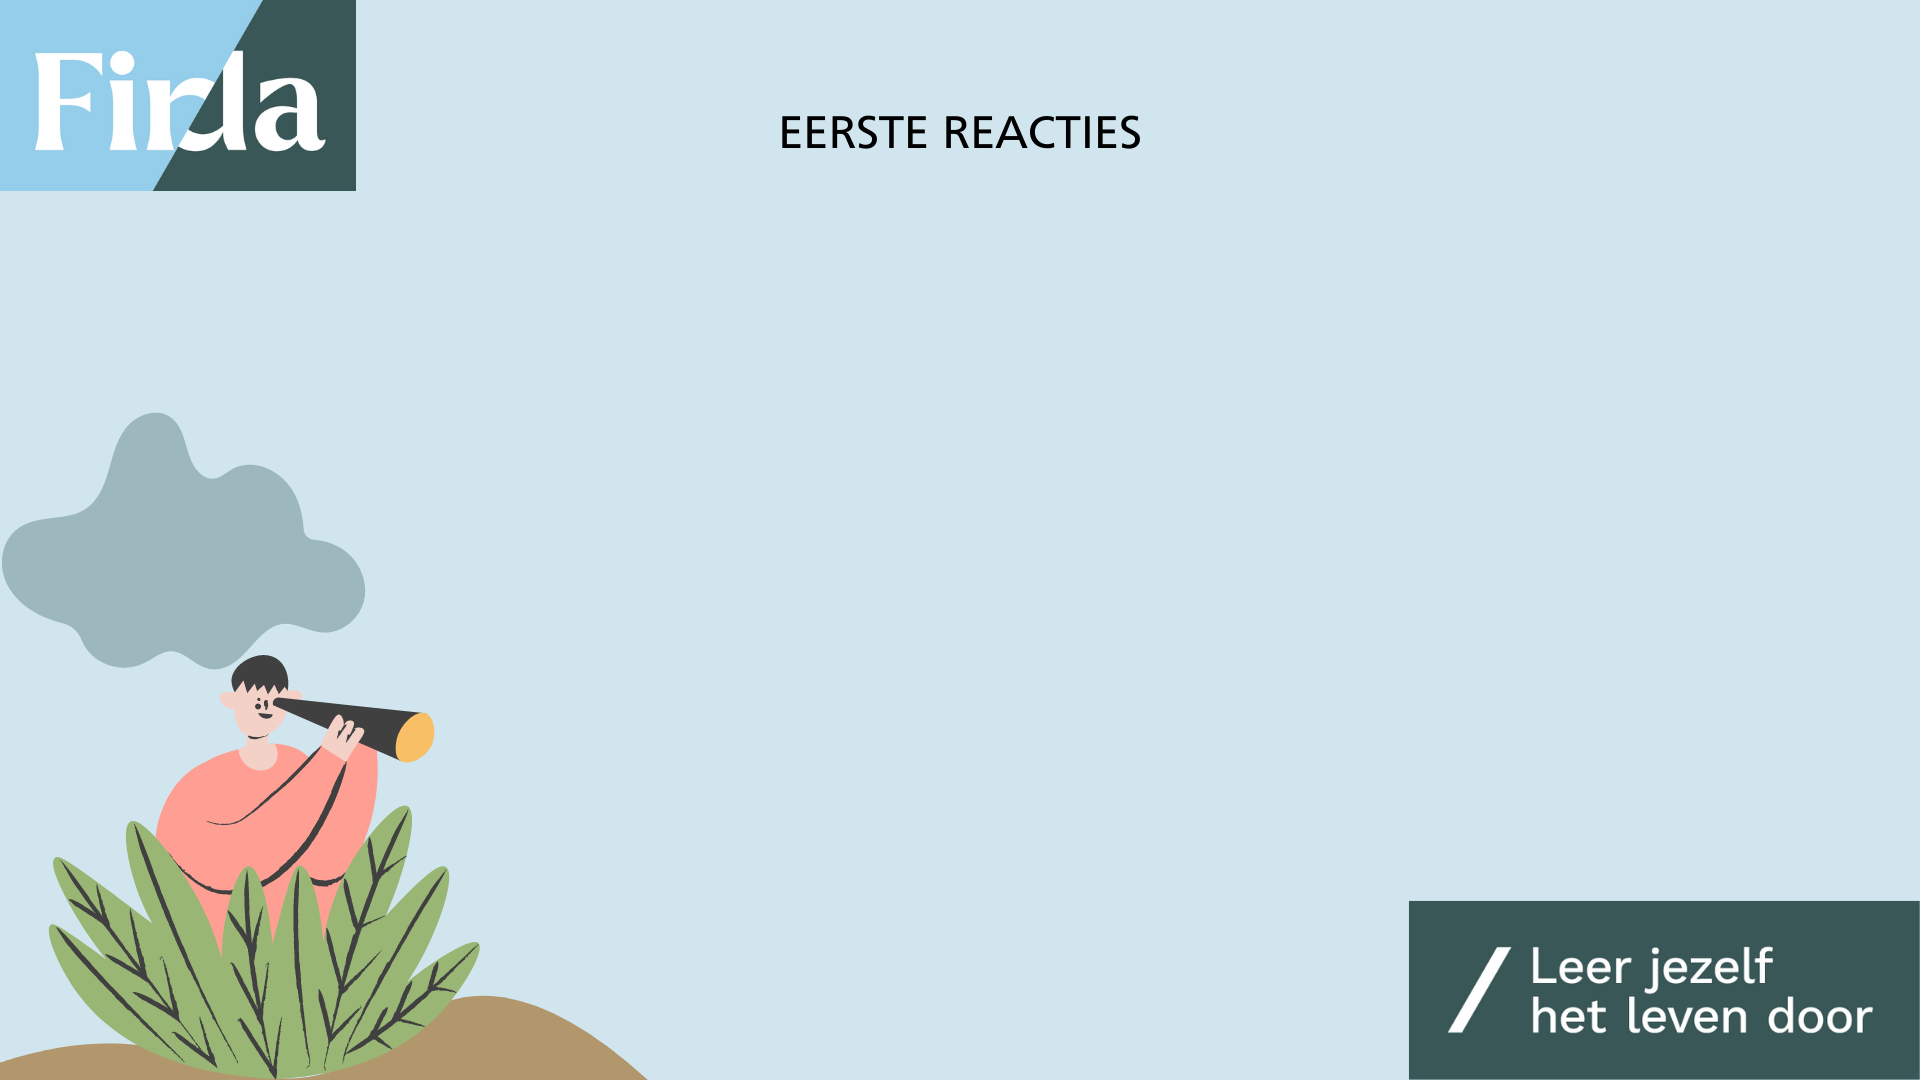 Firda
EERSTE REACTIES
Leer jezelf
het leven door